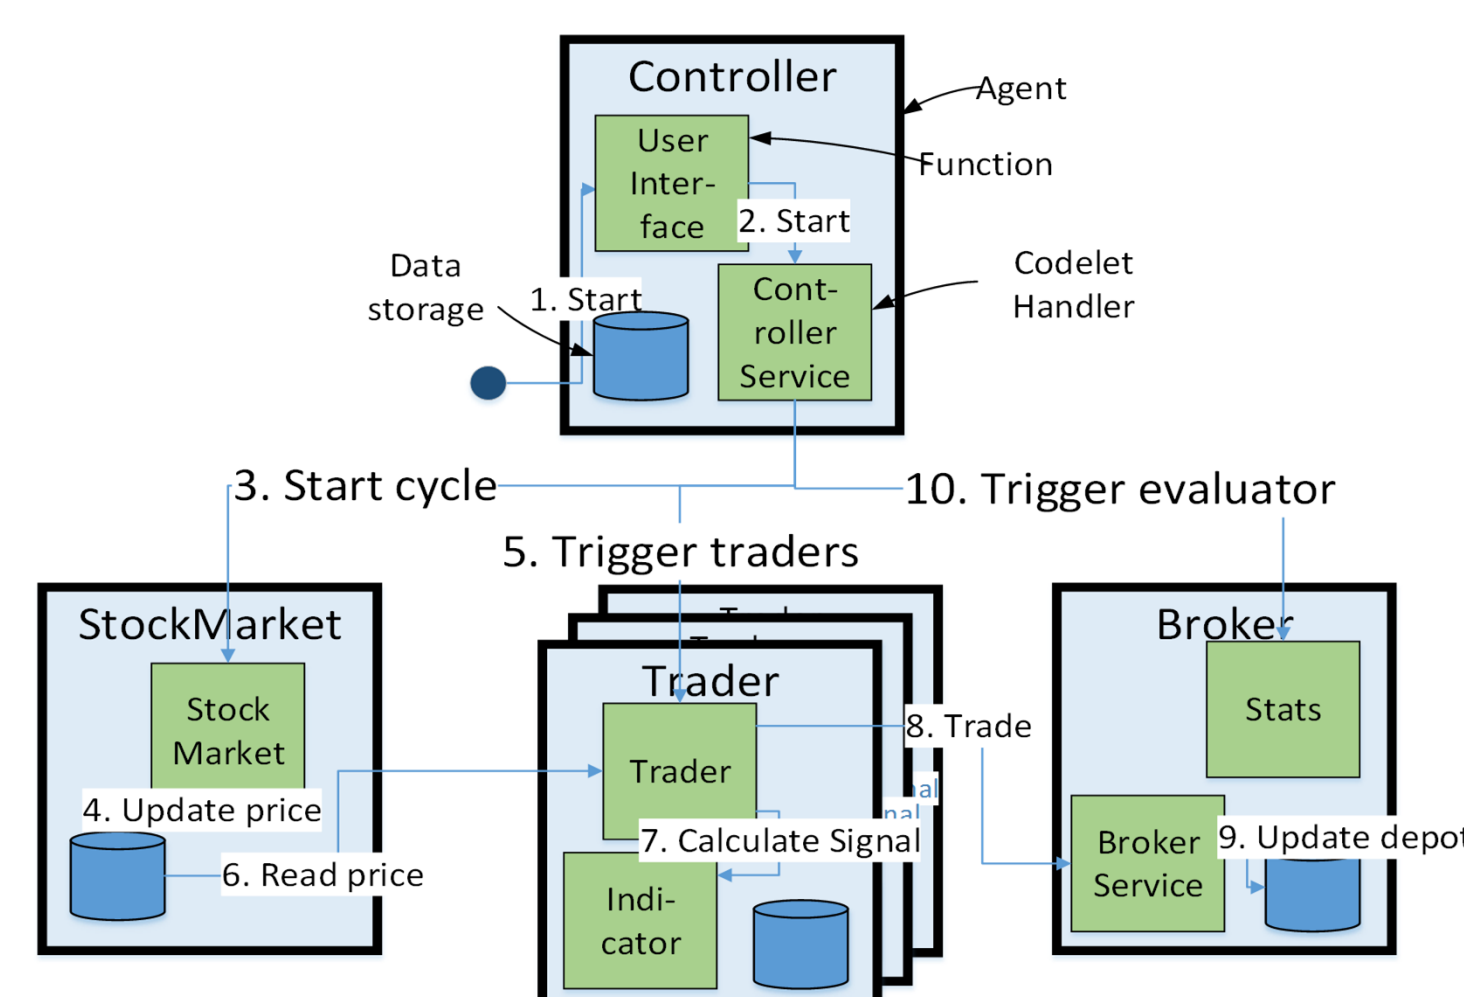 Controller
Agent
User
Inter-
face
Function
2. Start
Data
storage
1. Start
Cont-
roller
Service
Codelet
Handler
3. Start cycle
10. Trigger evaluator
5. Trigger traders
StockMarket
Stock
Market
4. Update price
6. Read price
Trader
Trader
7. Calculate Signal
nal
nal
Indi-
cator
8. Trade
Broker
Stats
Broker
Service
9. Update depot